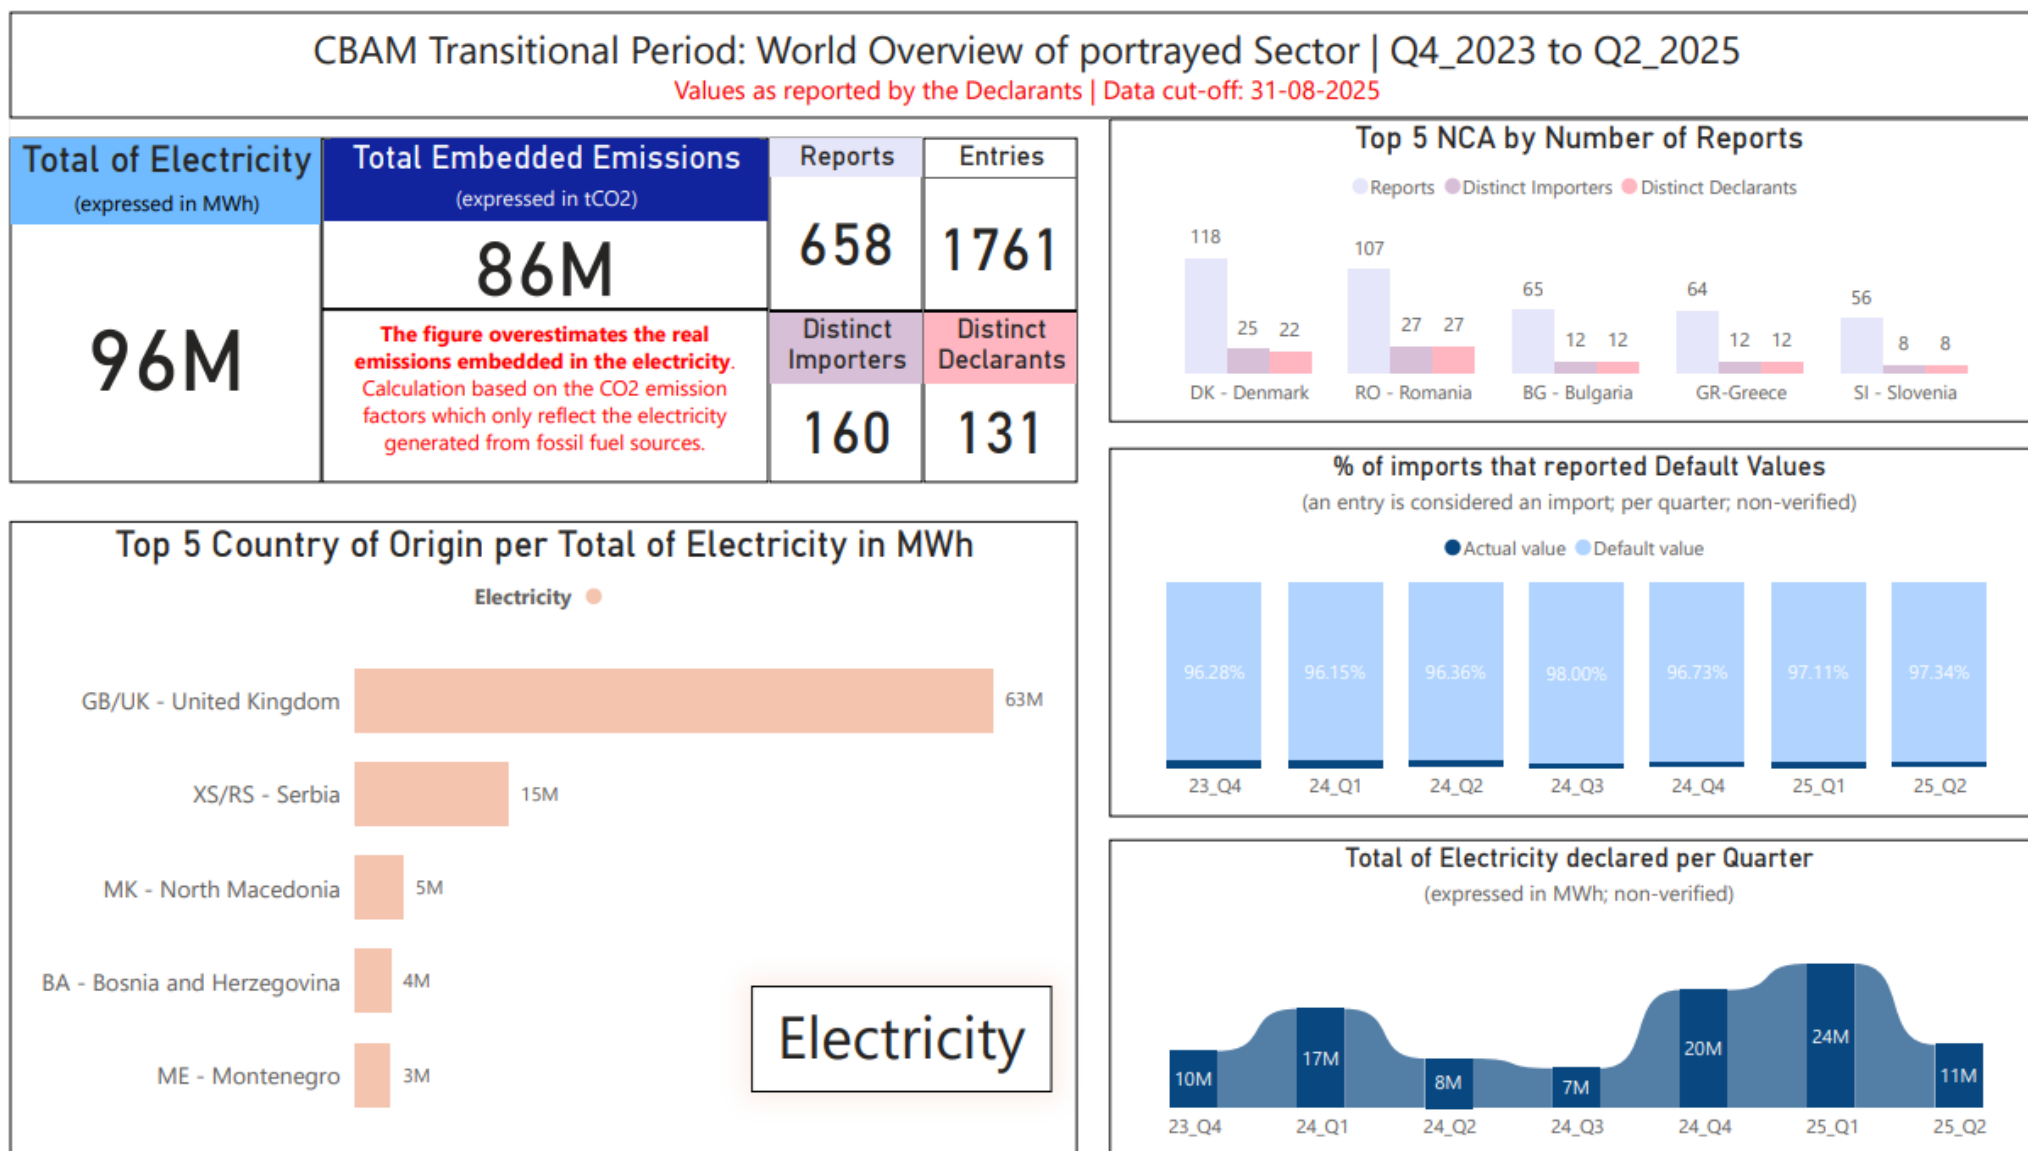 CBAM Transitional Period: World Overview of portrayed Sector | Q4_2023 to Q2_2025
Values as reported by the Declarants | Data cut-off: 31-08-2025
Total of Electricity
(expressed in MWh)
96M
Total Embedded Emissions
(expressed in tCO2)
86M
The figure overestimates the real
emissions embedded in the electricity.
Calculation based on the CO2 emission
factors which only reflect the electricity
generated from fossil fuel sources.
Reports
658
Entries
1761
Distinct
Importers
160
Distinct
Declarants
131
Top 5 Country of Origin per Total of Electricity in MWh
Electricity
GB/UK - United Kingdom 63M
XS/RS - Serbia 15M
MK - North Macedonia 5M
BA - Bosnia and Herzegovina 4M
ME - Montenegro 3M
Electricity
Top 5 NCA by Number of Reports
Reports Distinct Importers Distinct Declarants
118 25 22
107 27 27
65 12 12
64 12 12
56 8 8
DK - Denmark RO - Romania BG - Bulgaria GR-Greece SI - Slovenia
% of imports that reported Default Values
(an entry is considered an import; per quarter; non-verified)
Actual value Default value
96.28% 96.15% 96.36% 98.00% 96.73% 97.11% 97.34%
23_Q4 24_Q1 24_Q2 24_Q3 24_Q4 25_Q1 25_Q2
Total of Electricity declared per Quarter
(expressed in MWh; non-verified)
10M 17M 8M 7M 20M 24M 11M
23_Q4 24_Q1 24_Q2 24_Q3 24_Q4 25_Q1 25_Q2